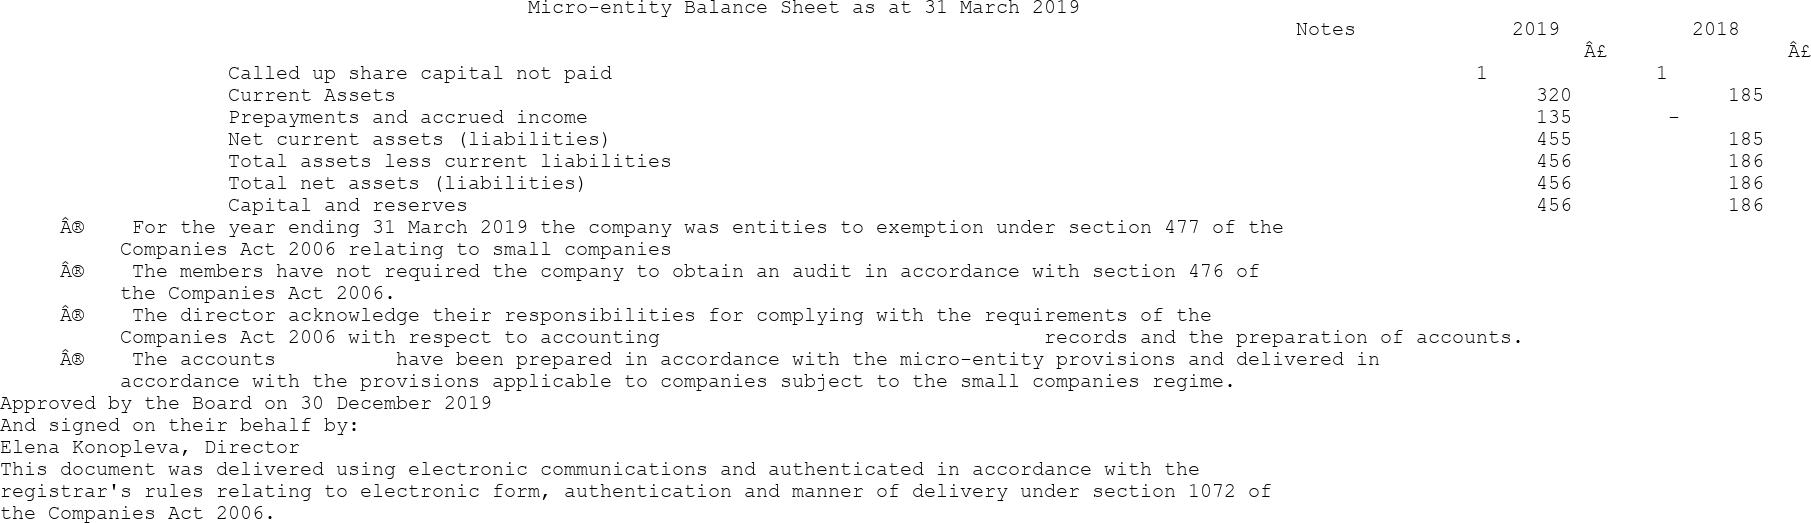 Micro-entity Balance Sheet as at 31 March 2019
Notes 2019 2018
Â£ Â£
Called up share capital not paid 1 1
Current Assets 320 185
Prepayments and accrued income 135 -
Net current assets (liabilities) 455 185
Total assets less current liabilities 456 186
Total net assets (liabilities) 456 186
Capital and reserves 456 186
Â® For the year ending 31 March 2019 the company was entities to exemption under section 477 of the
Companies Act 2006 relating to small companies
Â® The members have not required the company to obtain an audit in accordance with section 476 of
the Companies Act 2006.
Â® The director acknowledge their responsibilities for complying with the requirements of the
Companies Act 2006 with respect to accounting records and the preparation of accounts.
Â® The accounts have been prepared in accordance with the micro-entity provisions and delivered in
accordance with the provisions applicable to companies subject to the small companies regime.
Approved by the Board on 30 December 2019
And signed on their behalf by:
Elena Konopleva, Director
This document was delivered using electronic communications and authenticated in accordance with the
registrar's rules relating to electronic form, authentication and manner of delivery under section 1072 of
the Companies Act 2006.